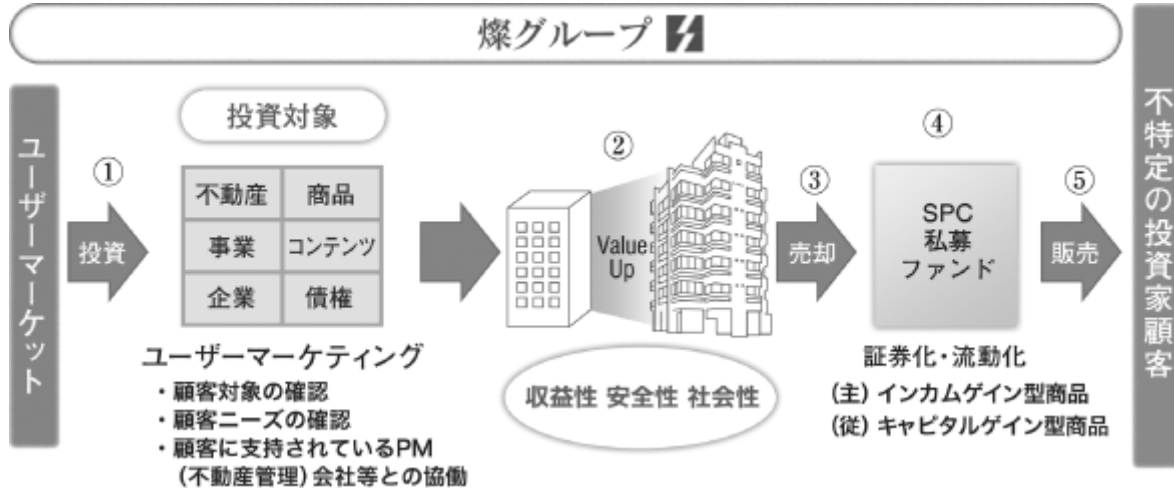 燦グループ
ユーザーマーケット
①
投資
投資対象
不動産 商品
事業 コンテンツ
企業 債権
ユーザーマーケティング
・顧客対象の確認
・顧客ニーズの確認
・顧客に支持されているPM
(不動産管理)会社等との協働
②
Value
Up
収益性 安全性 社会性
③
売却
④
SPC
私募
ファンド
証券化・流動化
(主) インカムゲイン型商品
(従) キャピタルゲイン型商品
⑤
販売
不特定の投資家顧客